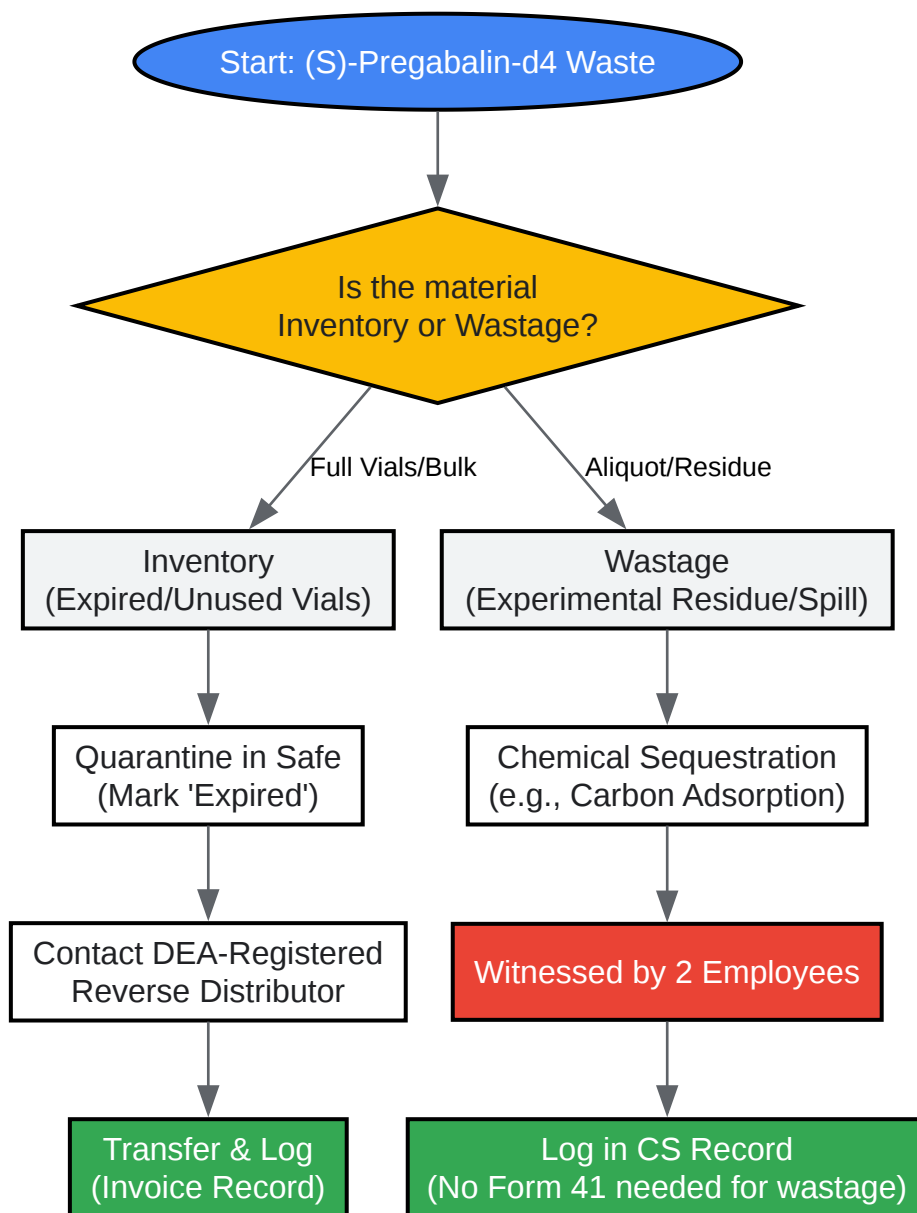 Start: (S)-Pregabalin-d4 Waste
Is the material
Inventory or Wastage?
Full Vials/Bulk
Aliquot/Residue
Inventory
(Expired/Unused Vials)
Wastage
(Experimental Residue/Spill)
Quarantine in Safe
(Mark 'Expired')
Chemical Sequestration
(e.g., Carbon Adsorption)
Contact DEA-Registered
Reverse Distributor
Witnessed by 2 Employees
Transfer & Log
(Invoice Record)
Log in CS Record
(No Form 41 needed for wastage)